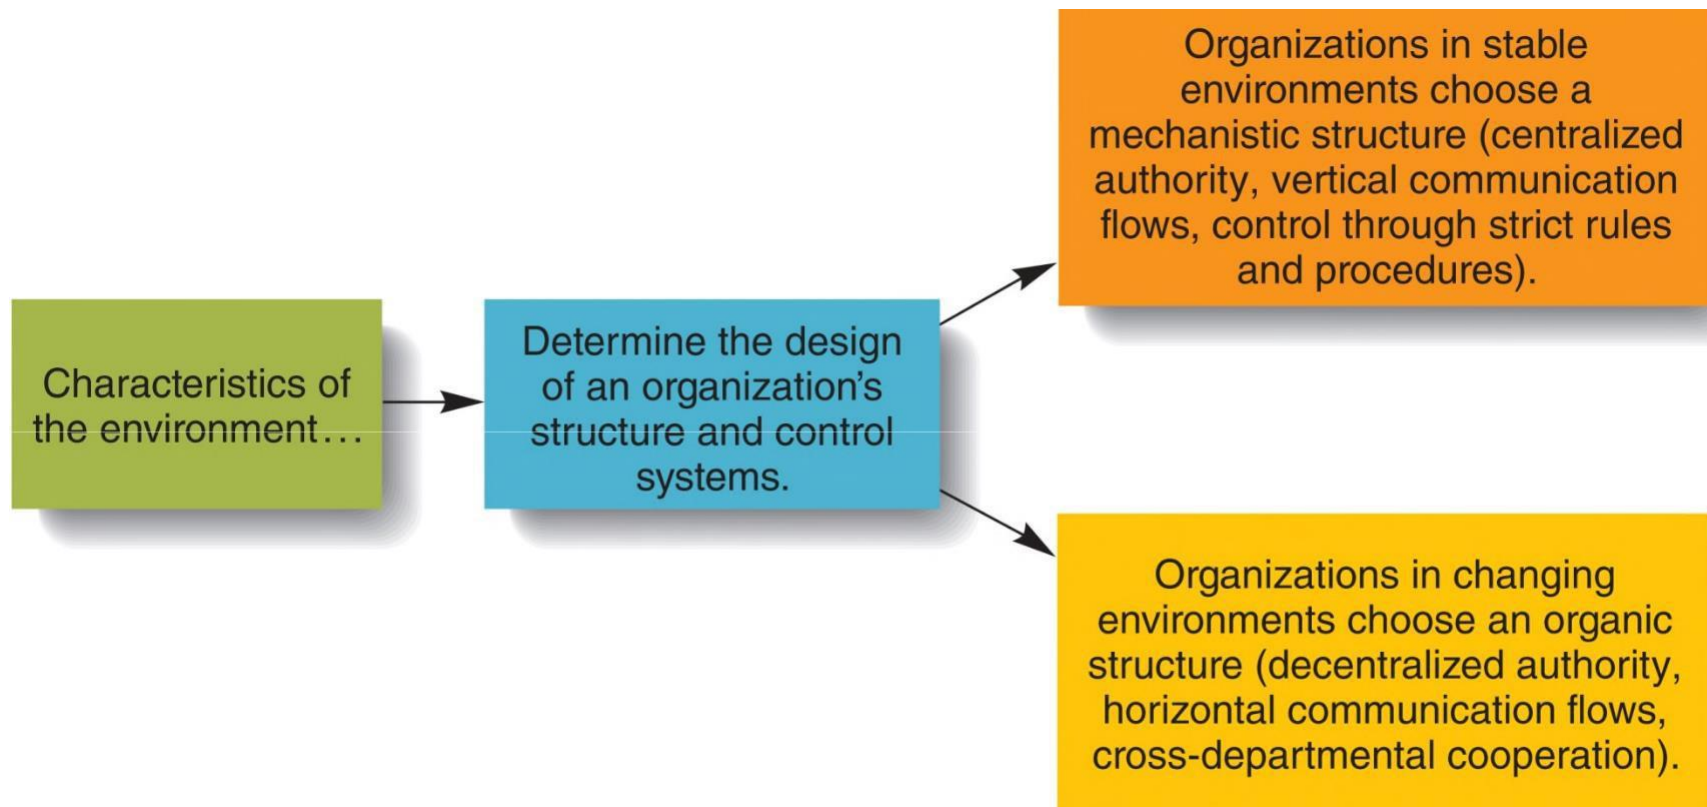 Characteristics of
the environment…
Determine the design
of an organization’s
structure and control
systems.
Organizations in stable
environments choose a
mechanistic structure (centralized
authority, vertical communication
flows, control through strict rules
and procedures).
Organizations in changing
environments choose an organic
structure (decentralized authority,
horizontal communication flows,
cross-departmental cooperation).